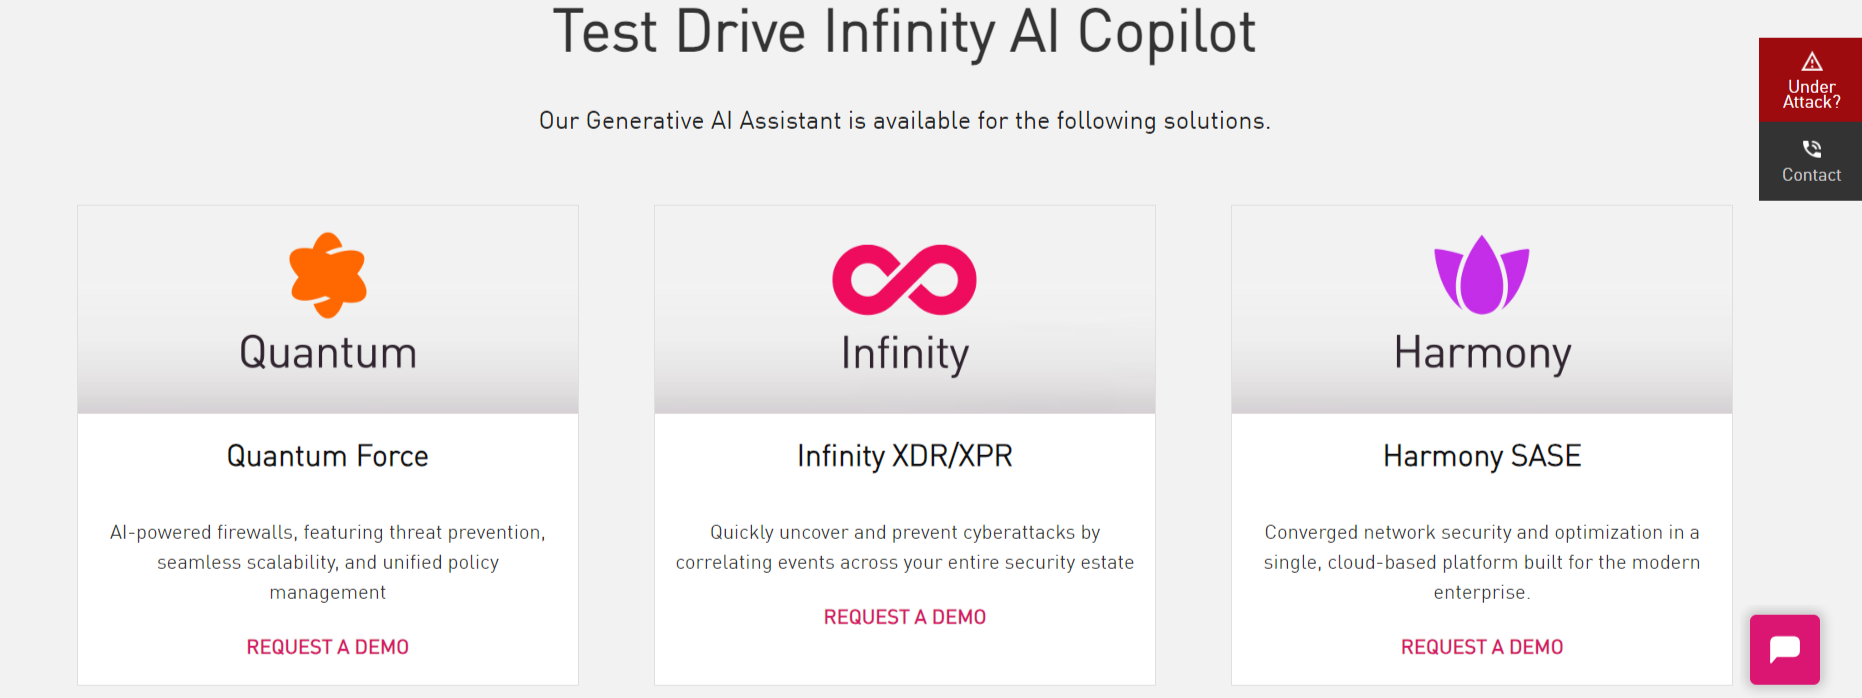 Test Drive Infinity AI Copilot
Our Generative AI Assistant is available for the following solutions.
Under
Attack?
Contact
Quantum
Quantum Force
AI-powered firewalls, featuring threat prevention,
seamless scalability, and unified policy
management
REQUEST A DEMO
Infinity
Infinity XDR/XPR
Quickly uncover and prevent cyberattacks by
correlating events across your entire security estate
REQUEST A DEMO
Harmony
Harmony SASE
Converged network security and optimization in a
single, cloud-based platform built for the modern
enterprise.
REQUEST A DEMO